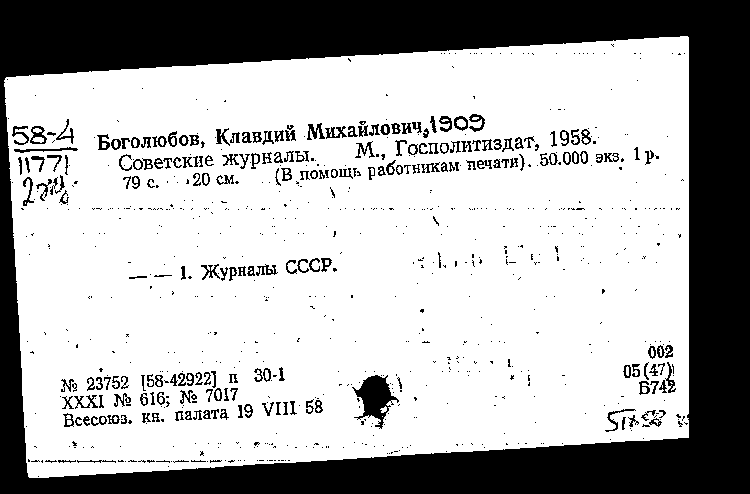 58-4
11771
Боголюбов, Клавдий Михайлович, 1909
Советские журналы. М., Госполитиздат, 1958.
79 с. 20 см. (В помощь работникам печати). 50.000 экз. 1 р.
— — 1. Журналы СССР.
№ 23752 [58-42922] п 30-1
XXXI № 616; № 7017
Всесоюз. кн. палата 19 VIII 58
002
05(47)
Б742